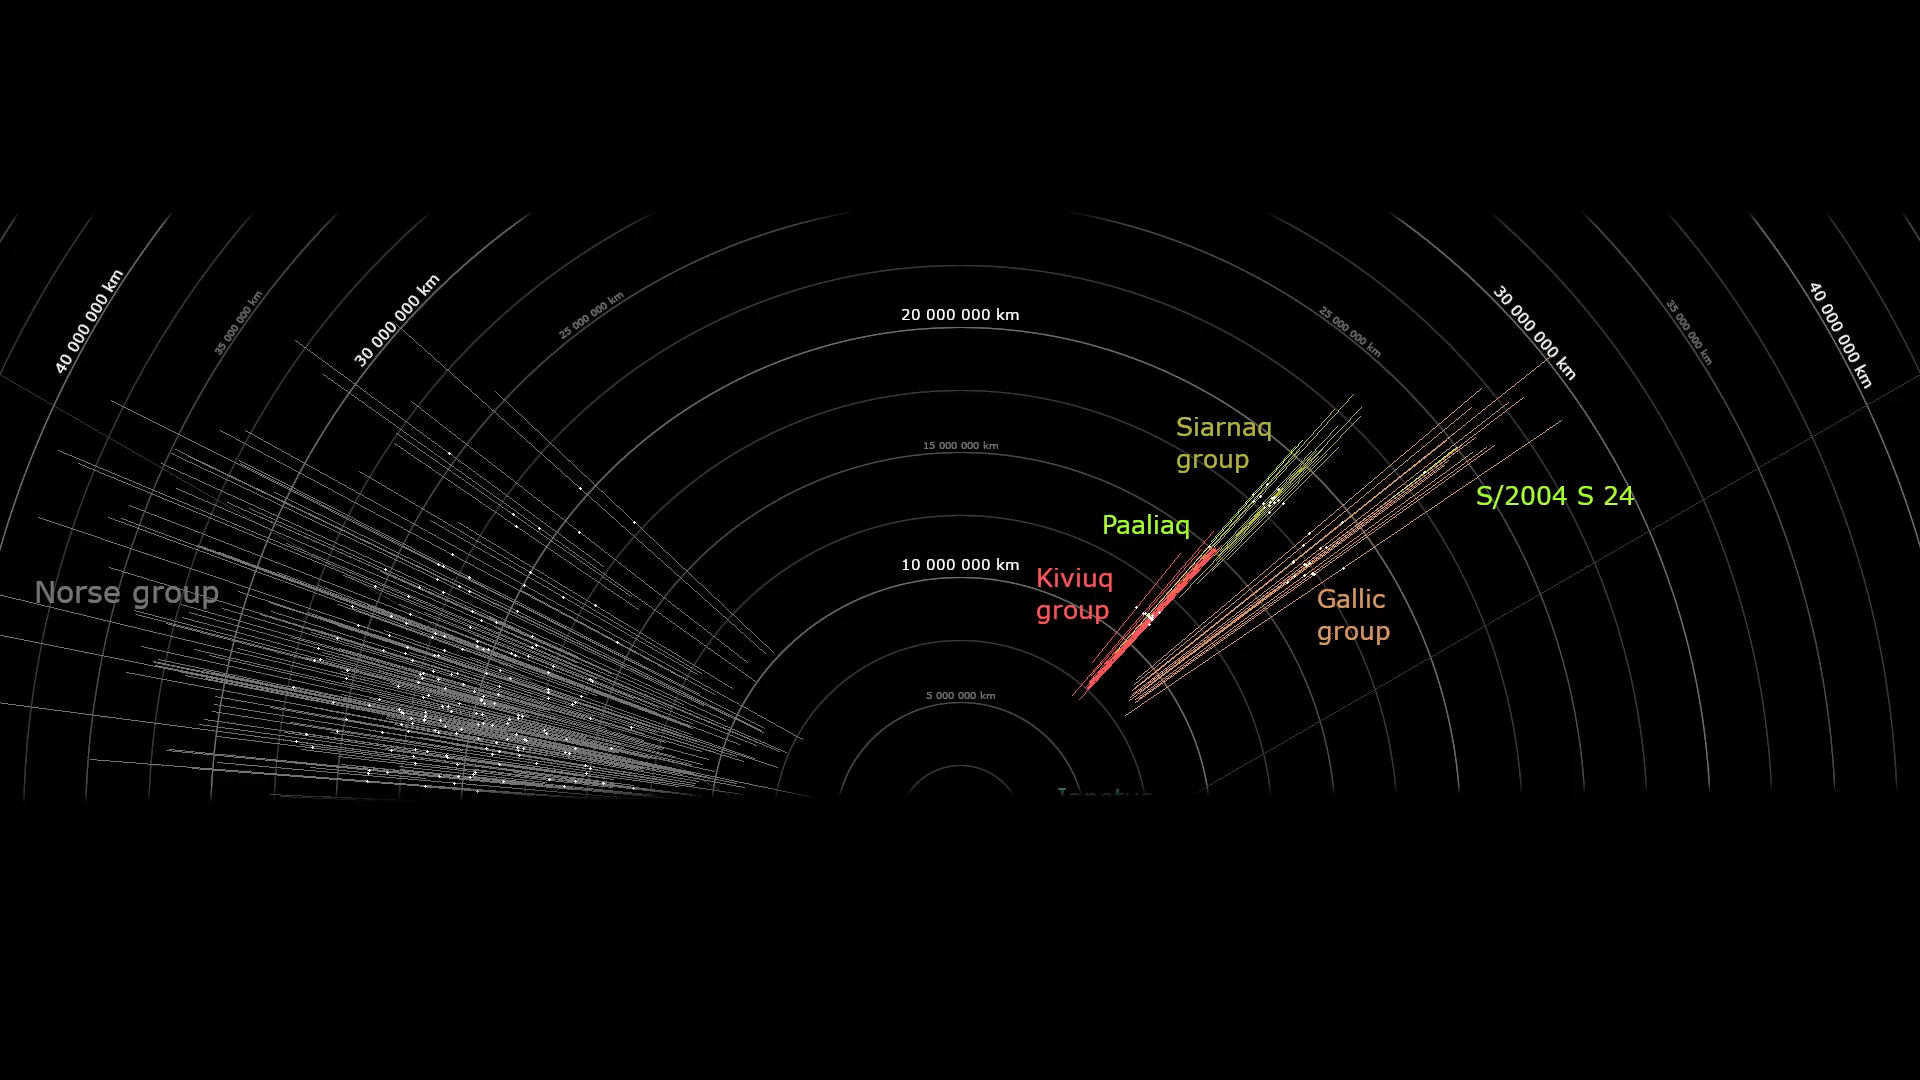 40 000 000 km
35 000 000 km
30 000 000 km
25 000 000 km
20 000 000 km
25 000 000 km
30 000 000 km
35 000 000 km
40 000 000 km
15 000 000 km
Siarnaq
group
S/2004 S 24
Paaliaq
10 000 000 km
Kiviuq
group
Norse group
Gallic
group
5 000 000 km